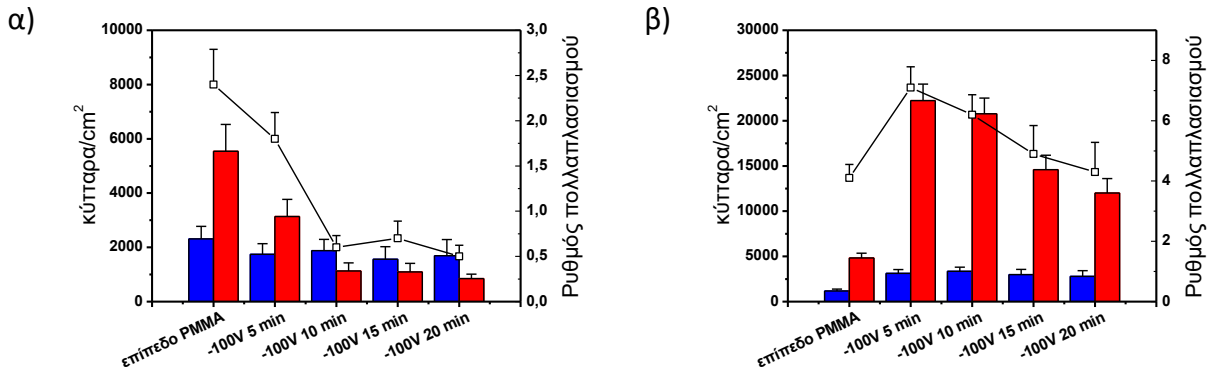 α)
10000
8000
6000
4000
2000
0
κύτταρα/cm²
3,0
2,5
2,0
1,5
1,0
0,5
0,0
Ρυθμός πολλαπλασιασμού
επίπεδο PMMA
-100V 5 min
-100V 10 min
-100V 15 min
-100V 20 min
β)
30000
25000
20000
15000
10000
5000
0
κύτταρα/cm²
8
6
4
2
0
Ρυθμός πολλαπλασιασμού
επίπεδο PMMA
-100V 5 min
-100V 10 min
-100V 15 min
-100V 20 min